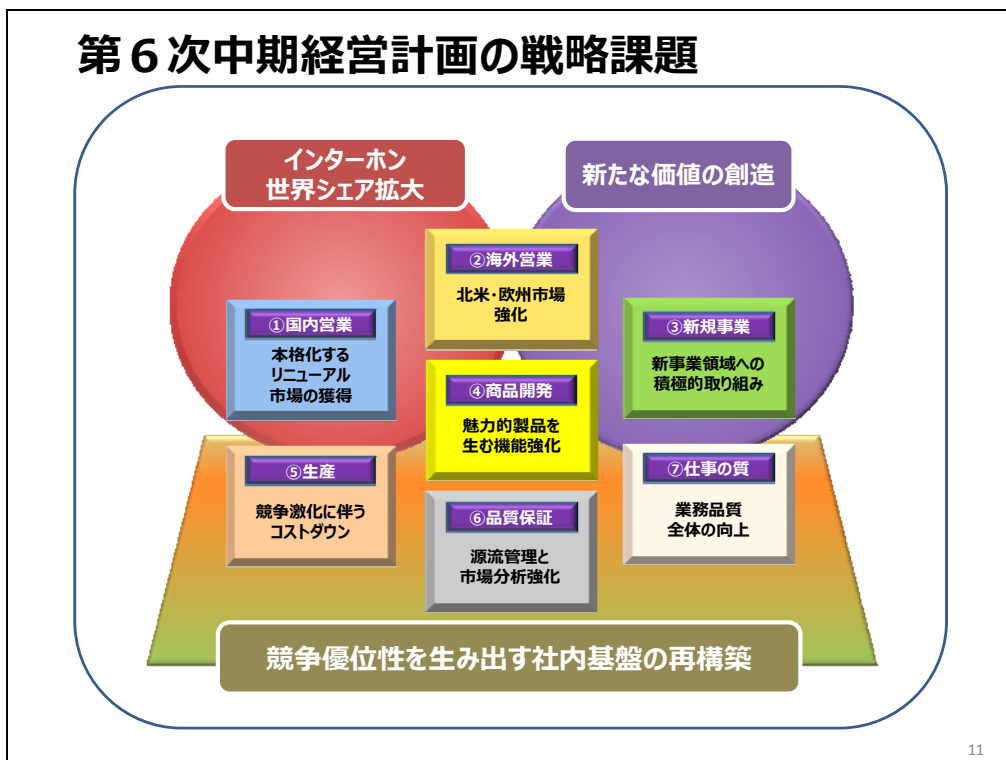 第６次中期経営計画の戦略課題
インターホン
世界シェア拡大
新たな価値の創造
②海外営業
北米・欧州市場
強化
①国内営業
本格化する
リニューアル
市場の獲得
③新規事業
新事業領域への
積極的取り組み
④商品開発
魅力的製品を
生む機能強化
⑤生産
競争激化に伴う
コストダウン
⑥品質保証
源流管理と
市場分析強化
⑦仕事の質
業務品質
全体の向上
競争優位性を生み出す社内基盤の再構築
11